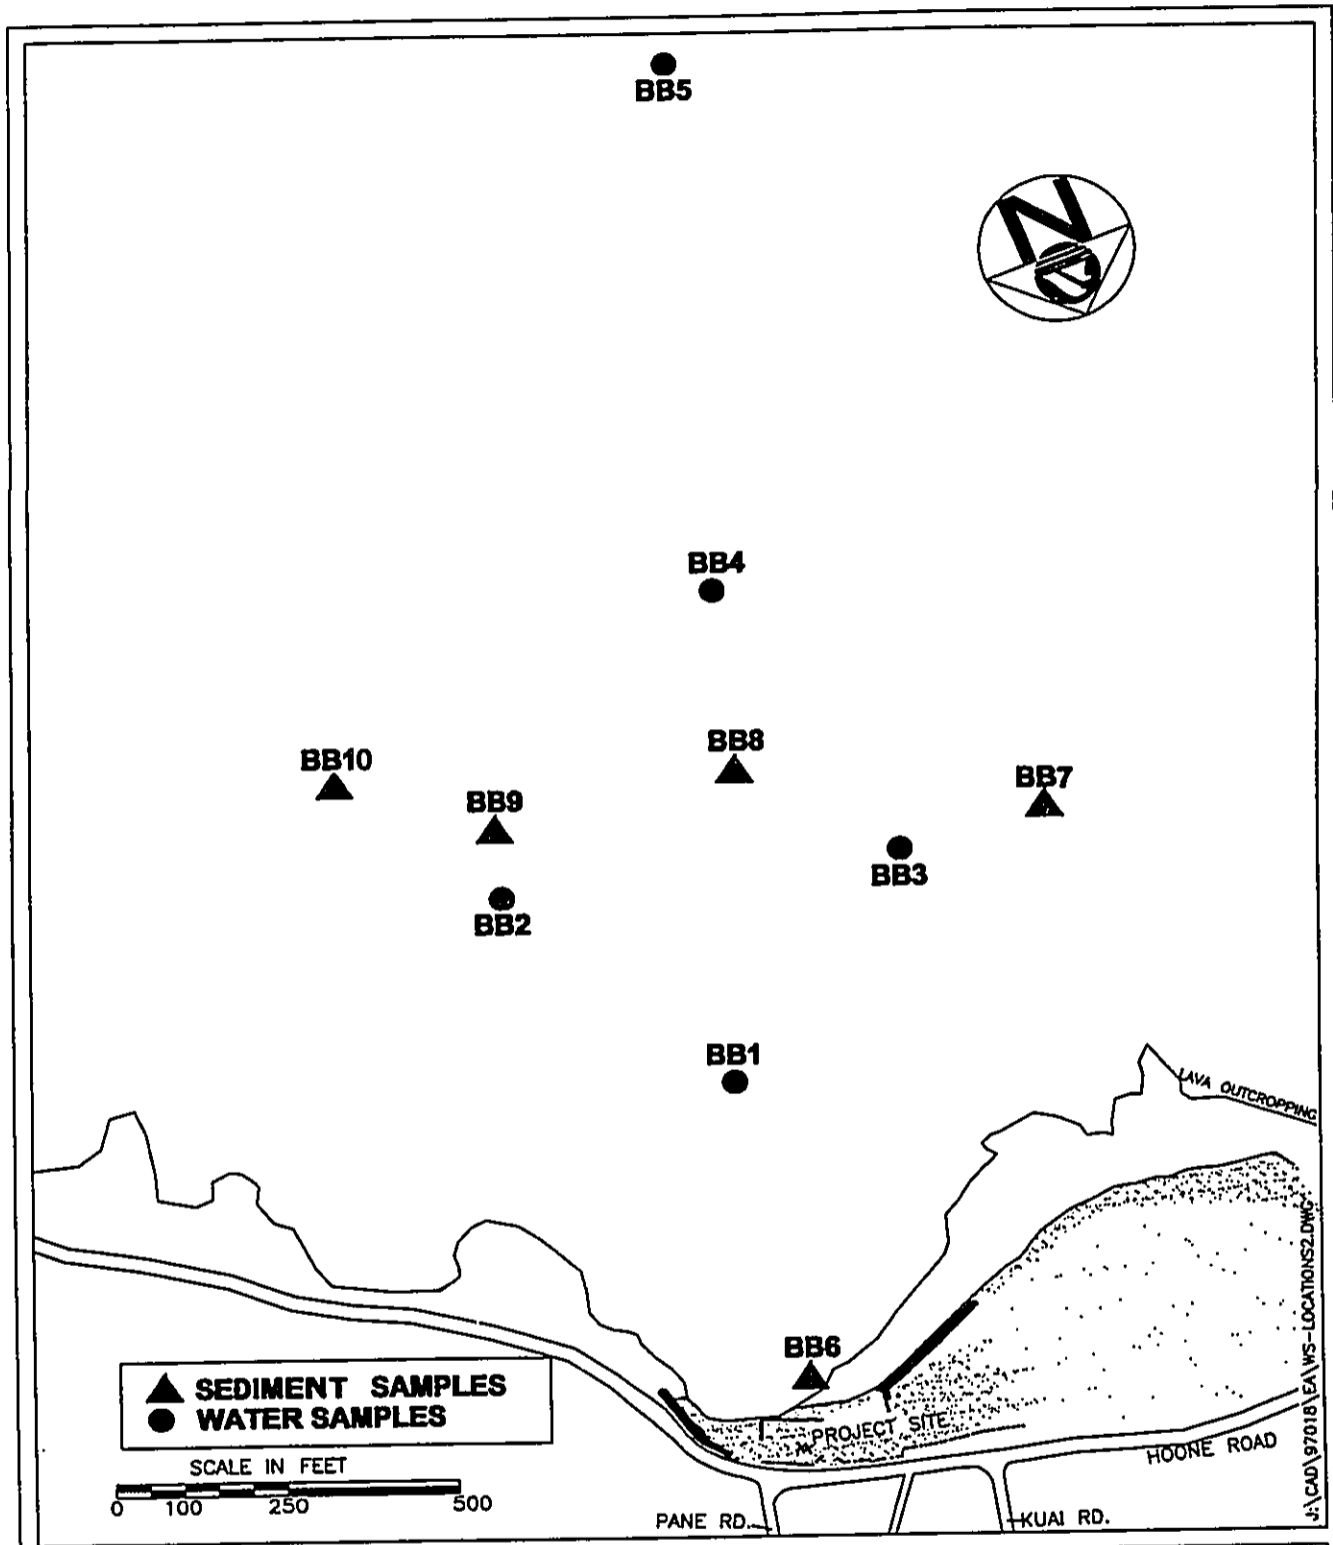 BB5
N
BB4
BB8
BB10
BB7
BB9
BB3
BB2
BB1
LAVA OUTCROPPING
BB6
SEDIMENT SAMPLES
WATER SAMPLES
PROJECT SITE
SCALE IN FEET
0 100 250 500
HOONE ROAD
PANE RD.
KUAI RD.
J:\CAD\97018\EA\WS-LOCATIONS2.DWG